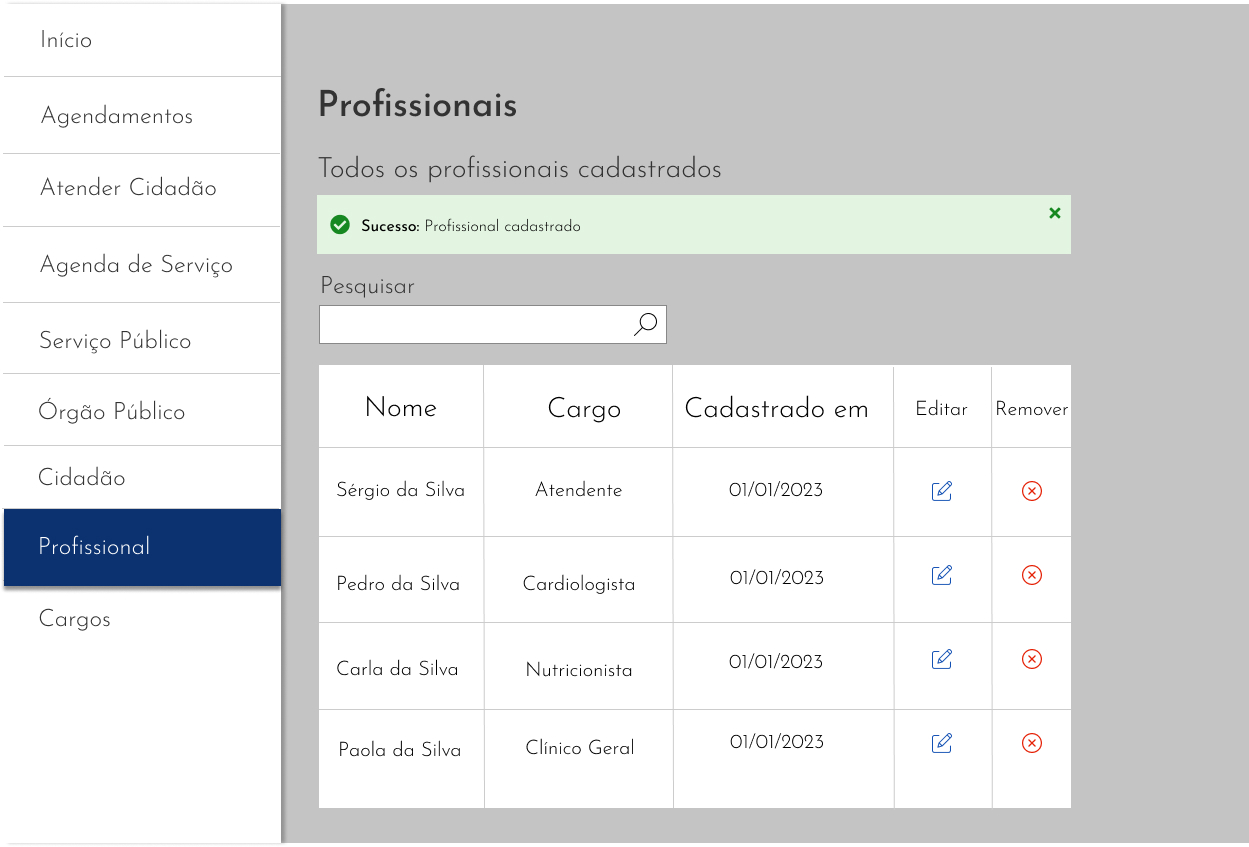 Início
Agendamentos
Atender Cidadão
Agenda de Serviço
Serviço Público
Órgão Público
Cidadão
Profissional
Cargos
Profissionais
Todos os profissionais cadastrados
Sucesso: Profissional cadastrado
Pesquisar
Nome Cargo Cadastrado em Editar Remover
Sérgio da Silva Atendente 01/01/2023
Pedro da Silva Cardiologista 01/01/2023
Carla da Silva Nutricionista 01/01/2023
Paola da Silva Clínico Geral 01/01/2023